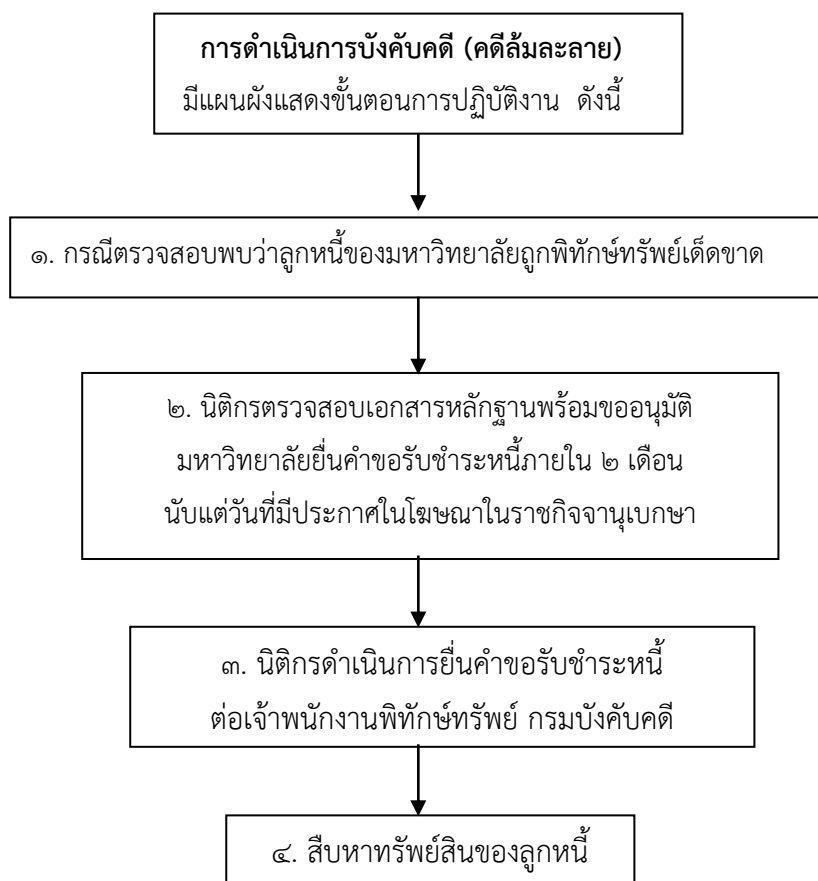 การดำเนินการบังคับคดี (คดีล้มละลาย)
มีแผนผังแสดงขั้นตอนการปฏิบัติงาน ดังนี้
๑. กรณีตรวจสอบพบว่าลูกหนี้ของมหาวิทยาลัยถูกพิทักษ์ทรัพย์เด็ดขาด
๒. นิติกรตรวจสอบเอกสารหลักฐานพร้อมขออนุมัติ
มหาวิทยาลัยยื่นคำขอรับชำระหนี้ภายใน ๒ เดือน
นับแต่วันที่มีประกาศในโฆษณาในราชกิจจานุเบกษา
๓. นิติกรดำเนินการยื่นคำขอรับชำระหนี้
ต่อเจ้าพนักงานพิทักษ์ทรัพย์ กรมบังคับคดี
๔. สืบหาทรัพย์สินของลูกหนี้